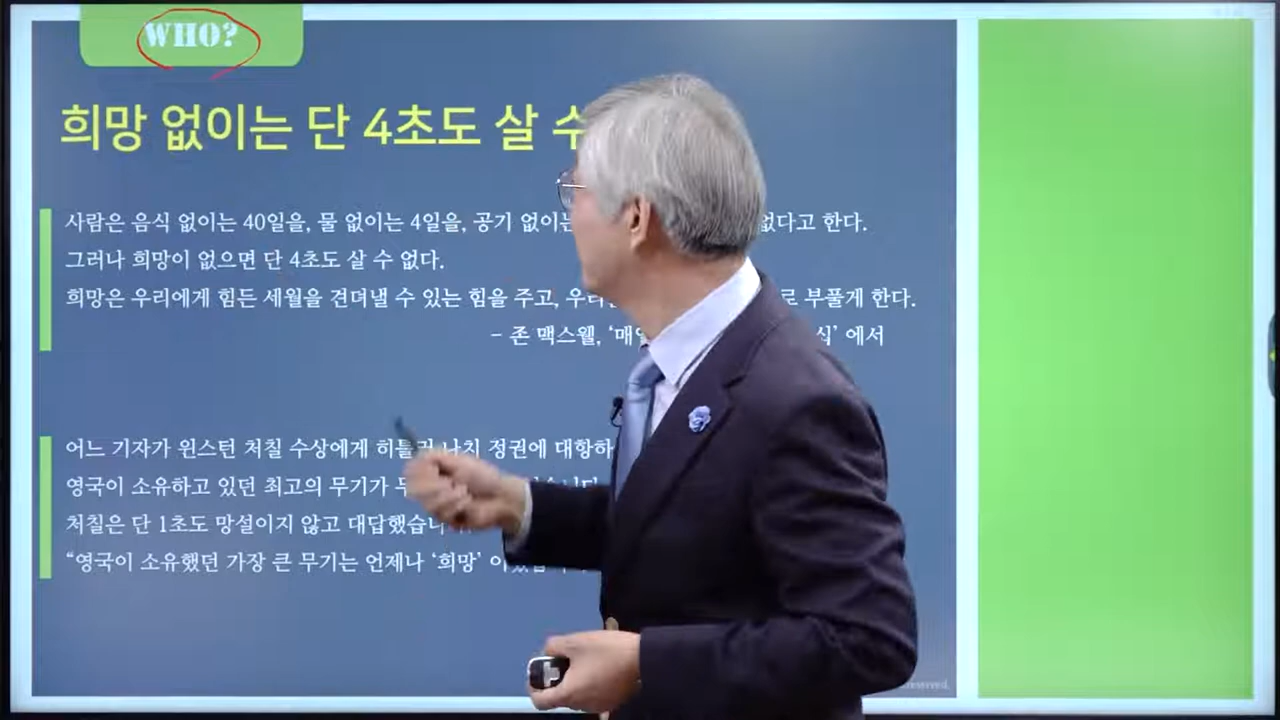 WHO?
희망 없이는 단 4초도 살 수
사람은 음식 없이는 40일을, 물 없이는 4일을, 공기 없이는 없다고 한다.
그러나 희망이 없으면 단 4초도 살 수 없다.
희망은 우리에게 힘든 세월을 견뎌낼 수 있는 힘을 주고, 부풀게 한다.
– 존 맥스웰, 에서
어느 기자가 윈스턴 처칠 수상에게 히틀러 나치 정권에 대항하
영국이 소유하고 있던 최고의 무기가
처칠은 단 1초도 망설이지 않고 대답했습니
“영국이 소유했던 가장 큰 무기는 언제나 ‘희망’
reserved.